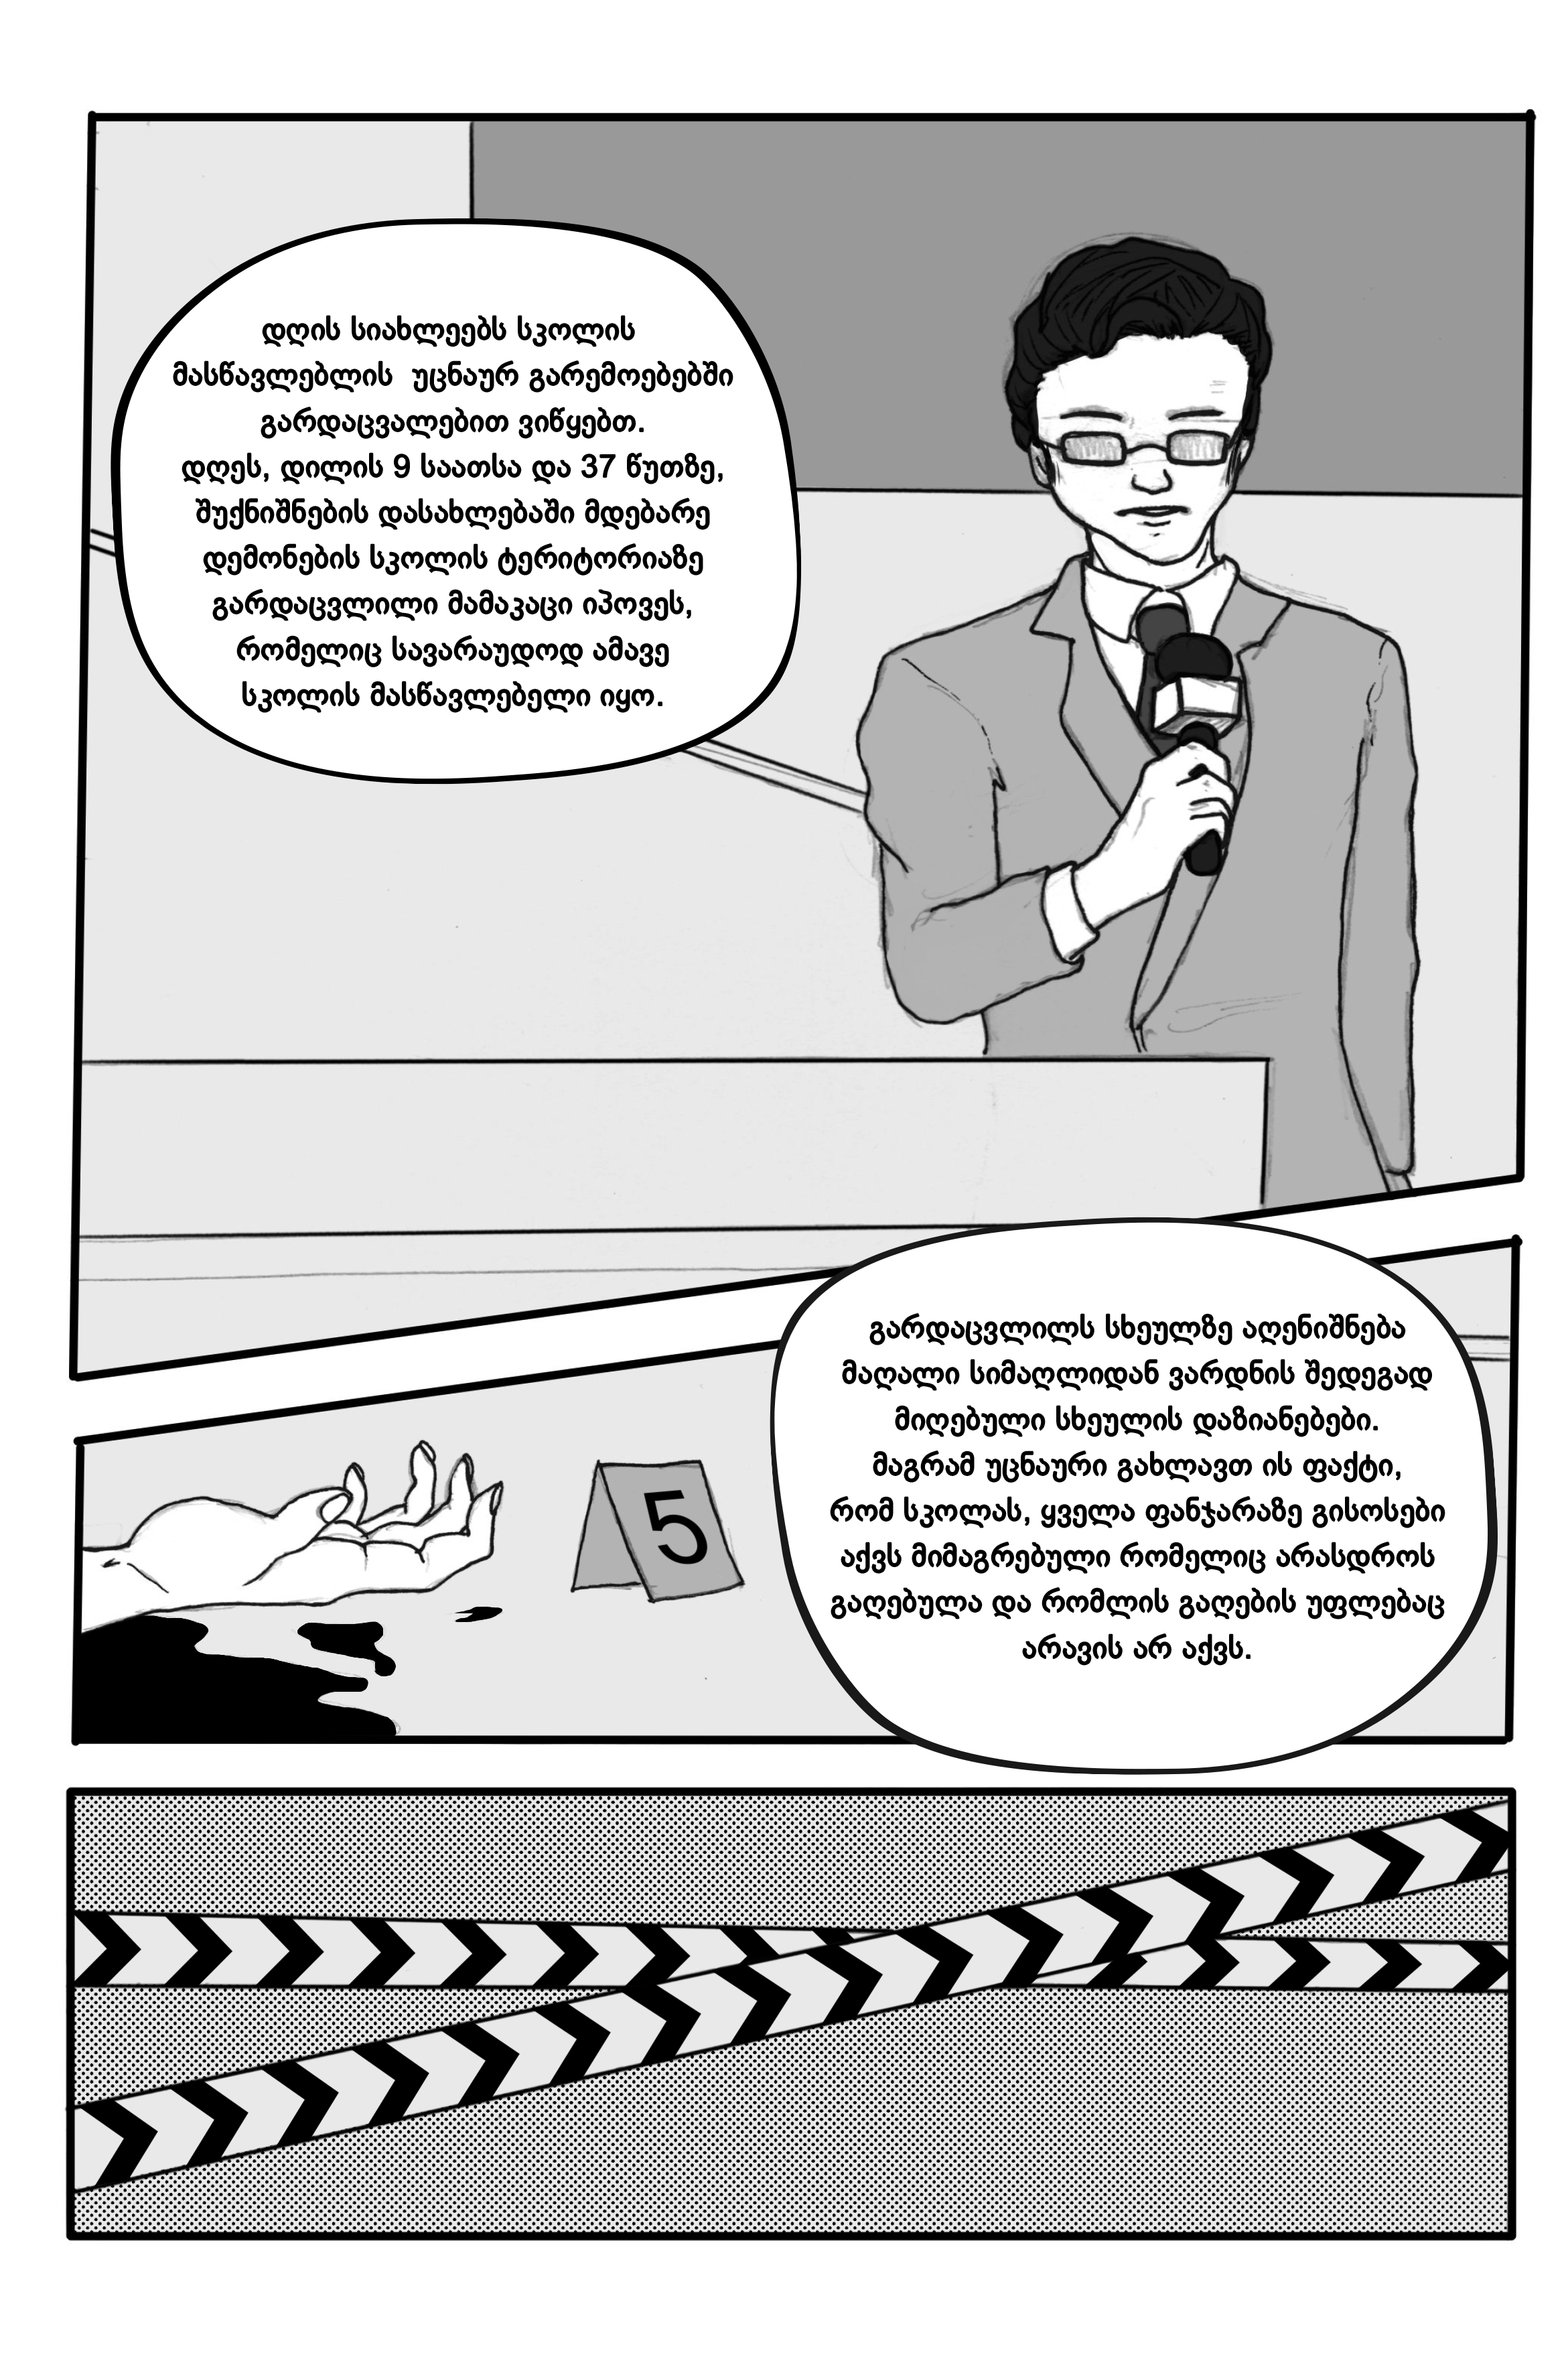 დღის სიახლეებს სკოლის
მასწავლებლის უცნაურ გარემოებებში
გარდაცვალებით ვიწყებთ.
დღეს, დილის 9 საათსა და 37 წუთზე,
შუქნიშნების დასახლებაში მდებარე
დემონების სკოლის ტერიტორიაზე
გარდაცვლილი მამაკაცი იპოვეს,
რომელიც სავარაუდოდ ამავე
სკოლის მასწავლებელი იყო.
გარდაცვლილს სხეულზე აღენიშნება
მაღალი სიმაღლიდან ვარდნის შედეგად
მიღებული სხეულის დაზიანებები.
მაგრამ უცნაური გახლავთ ის ფაქტი,
რომ სკოლას, ყველა ფანჯარაზე გისოსები
აქვს მიმაგრებული რომელიც არასდროს
გაღებულა და რომლის გაღების უფლებაც
არავის არ აქვს.
5